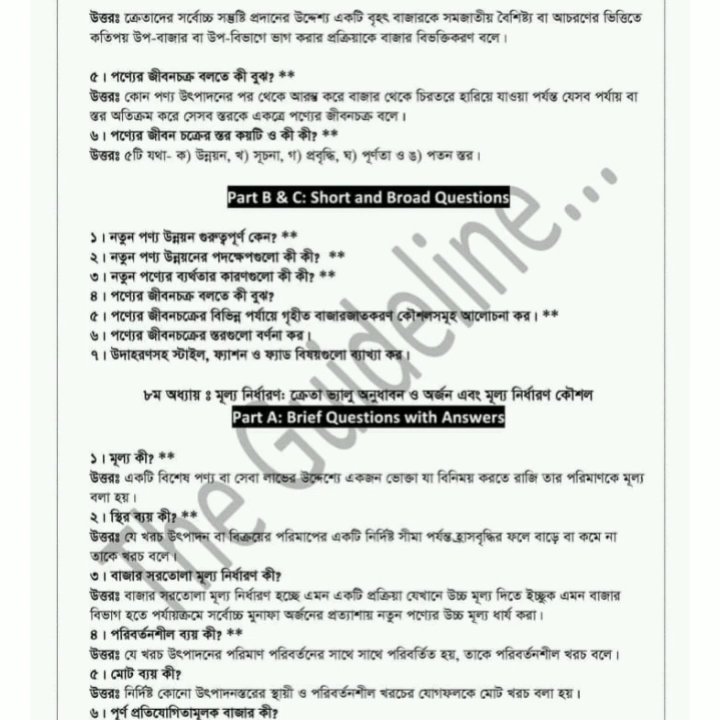 উত্তরঃ ক্রেতাদের সর্বোচ্চ সন্তুষ্টি প্রদানের উদ্দেশ্য একটি বৃহৎ বাজারকে সমজাতীয় বৈশিষ্ট্য বা আচরণের ভিত্তিতে
কতিপয় উপ-বাজার বা উপ-বিভাগে ভাগ করার প্রক্রিয়াকে বাজার বিভক্তিকরণ বলে।
৫। পণ্যের জীবনচক্র বলতে কী বুঝ? **
উত্তরঃ কোন পণ্য উৎপাদনের পর থেকে আরম্ভ করে বাজার থেকে চিরতরে হারিয়ে যাওয়া পর্যন্ত যেসব পর্যায় বা
স্তর অতিক্রম করে সেসব স্তরকে একত্রে পণ্যের জীবনচক্র বলে।
৬। পণ্যের জীবন চক্রের স্তর কয়টি ও কী কী? **
উত্তরঃ ৫টি যথা- ক) উন্নয়ন, খ) সূচনা, গ) প্রবৃদ্ধি, ঘ) পূর্ণতা ও ঙ) পতন স্তর।
Part B & C: Short and Broad Questions
১। নতুন পণ্য উন্নয়ন গুরুত্বপূর্ণ কেন? **
২। নতুন পণ্য উন্নয়নের পদক্ষেপগুলো কী কী? **
৩। নতুন পণ্যের ব্যর্থতার কারণগুলো কী কী? **
৪। পণ্যের জীবনচক্র বলতে কী বুঝ?
৫। পণ্যের জীবনচক্রের বিভিন্ন পর্যায়ে গৃহীত বাজারজাতকরণ কৌশলসমূহ আলোচনা কর। **
৬। পণ্যের জীবনচক্রের স্তরগুলো বর্ণনা কর।
৭। উদাহরণসহ স্টাইল, ফ্যাশন ও ফ্যাড বিষয়গুলো ব্যাখ্যা কর।
৮ম অধ্যায় ঃ মূল্য নির্ধারণঃ ক্রেতা ভ্যালু অনুধাবন ও অর্জন এবং মূল্য নির্ধারণ কৌশল
Part A: Brief Questions with Answers
১। মূল্য কী? **
উত্তরঃ একটি বিশেষ পণ্য বা সেবা লাভের উদ্দেশ্যে একজন ভোক্তা যা বিনিময় করতে রাজি তার পরিমাণকে মূল্য
বলা হয়।
২। স্থির ব্যয় কী? **
উত্তরঃ যে খরচ উৎপাদন বা বিক্রয়ের পরিমাপের একটি নির্দিষ্ট সীমা পর্যন্ত হ্রাসবৃদ্ধির ফলে বাড়ে বা কমে না
তাকে খরচ বলে।
৩। বাজার সরতোলা মূল্য নির্ধারণ কী?
উত্তরঃ বাজার সরতোলা মূল্য নির্ধারণ হচ্ছে এমন একটি প্রক্রিয়া যেখানে উচ্চ মূল্য দিতে ইচ্ছুক এমন বাজার
বিভাগ হতে পর্যায়ক্রমে সর্বোচ্চ মুনাফা অর্জনের প্রত্যাশায় নতুন পণ্যের উচ্চ মূল্য ধার্য করা।
৪। পরিবর্তনশীল ব্যয় কী? **
উত্তরঃ যে খরচ উৎপাদনের পরিমাণ পরিবর্তনের সাথে সাথে পরিবর্তিত হয়, তাকে পরিবর্তনশীল খরচ বলে।
৫। মোট ব্যয় কী?
উত্তরঃ নির্দিষ্ট কোনো উৎপাদনস্তরের স্থায়ী ও পরিবর্তনশীল খরচের যোগফলকে মোট খরচ বলা হয়।
৬। পূর্ণ প্রতিযোগিতামূলক বাজার কী?
The Guideline...